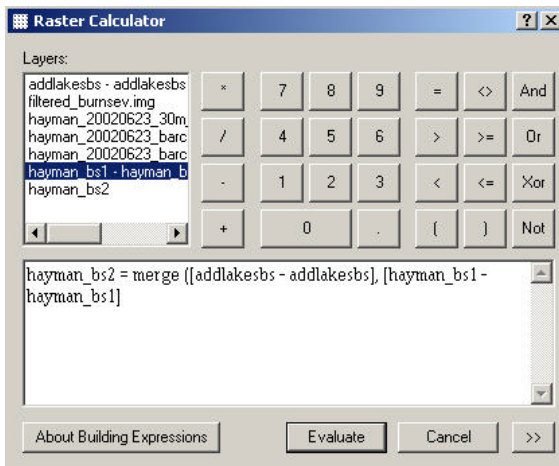 Raster Calculator
Layers:
addlakesbs - addlakesbs
filtered_burnsev.img
hayman_20020623_30m_
hayman_20020623_barc
hayman_20020623_barc
hayman_bs1 - hayman_b
hayman_bs2
* 7 8 9 = <> And
/ 4 5 6 > >= Or
- 1 2 3 < <= Xor
+ 0 . ( ) Not
hayman_bs2 = merge ([addlakesbs - addlakesbs], [hayman_bs1 -
hayman_bs1]
About Building Expressions Evaluate Cancel >>